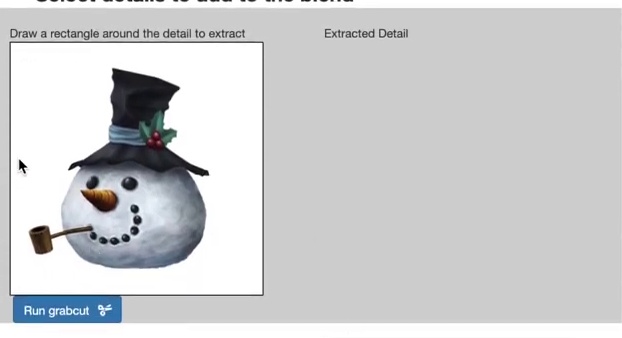 Select details to add to the blend
Draw a rectangle around the detail to extract
Extracted Detail
Run grabcut